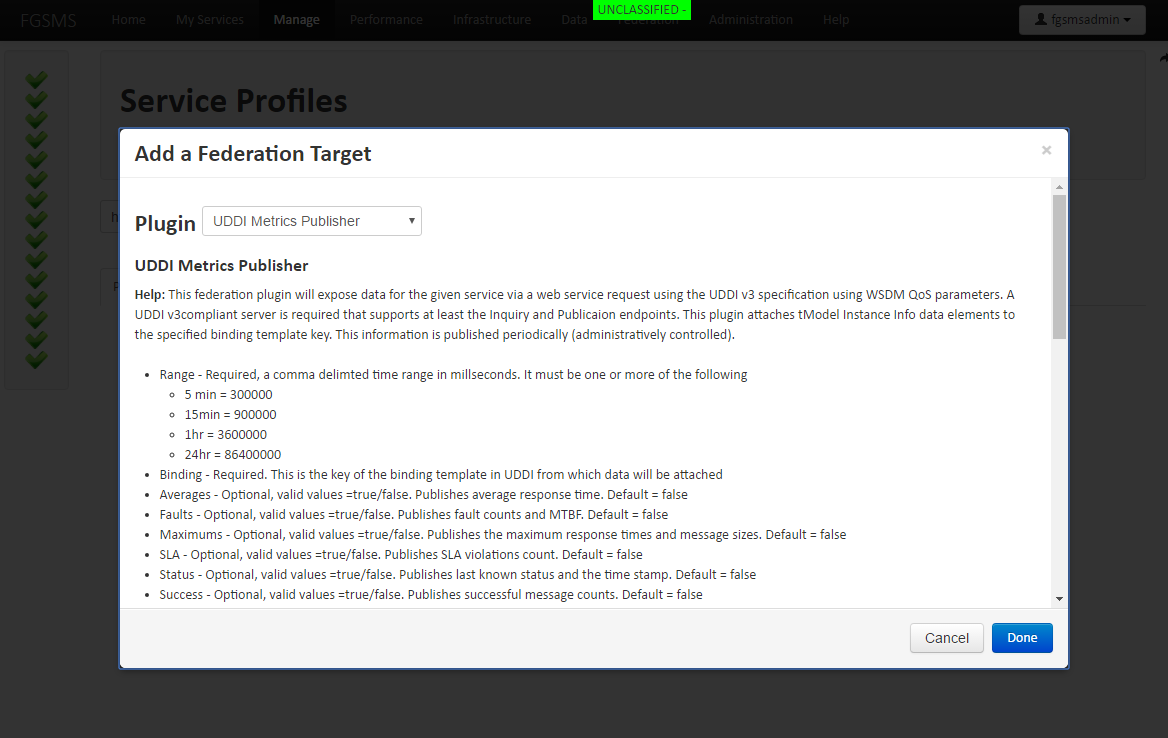 UNCLASSIFIED -
FGSMS Home My Services Manage Performance Infrastructure Data Federation Administration Help fgsmsadmin
Service Profiles
Add a Federation Target ×
Plugin UDDI Metrics Publisher
UDDI Metrics Publisher
Help: This federation plugin will expose data for the given service via a web service request using the UDDI v3 specification using WSDM QoS parameters. A
UDDI v3compliant server is required that supports at least the Inquiry and Publicaion endpoints. This plugin attaches tModel Instance Info data elements to
the specified binding template key. This information is published periodically (administratively controlled).
• Range - Required, a comma delimted time range in millseconds. It must be one or more of the following
◦ 5 min = 300000
◦ 15min = 900000
◦ 1hr = 3600000
◦ 24hr = 86400000
• Binding - Required. This is the key of the binding template in UDDI from which data will be attached
• Averages - Optional, valid values =true/false. Publishes average response time. Default = false
• Faults - Optional, valid values =true/false. Publishes fault counts and MTBF. Default = false
• Maximums - Optional, valid values =true/false. Publishes the maximum response times and message sizes. Default = false
• SLA - Optional, valid values =true/false. Publishes SLA violations count. Default = false
• Status - Optional, valid values =true/false. Publishes last known status and the time stamp. Default = false
• Success - Optional, valid values =true/false. Publishes successful message counts. Default = false
Cancel Done